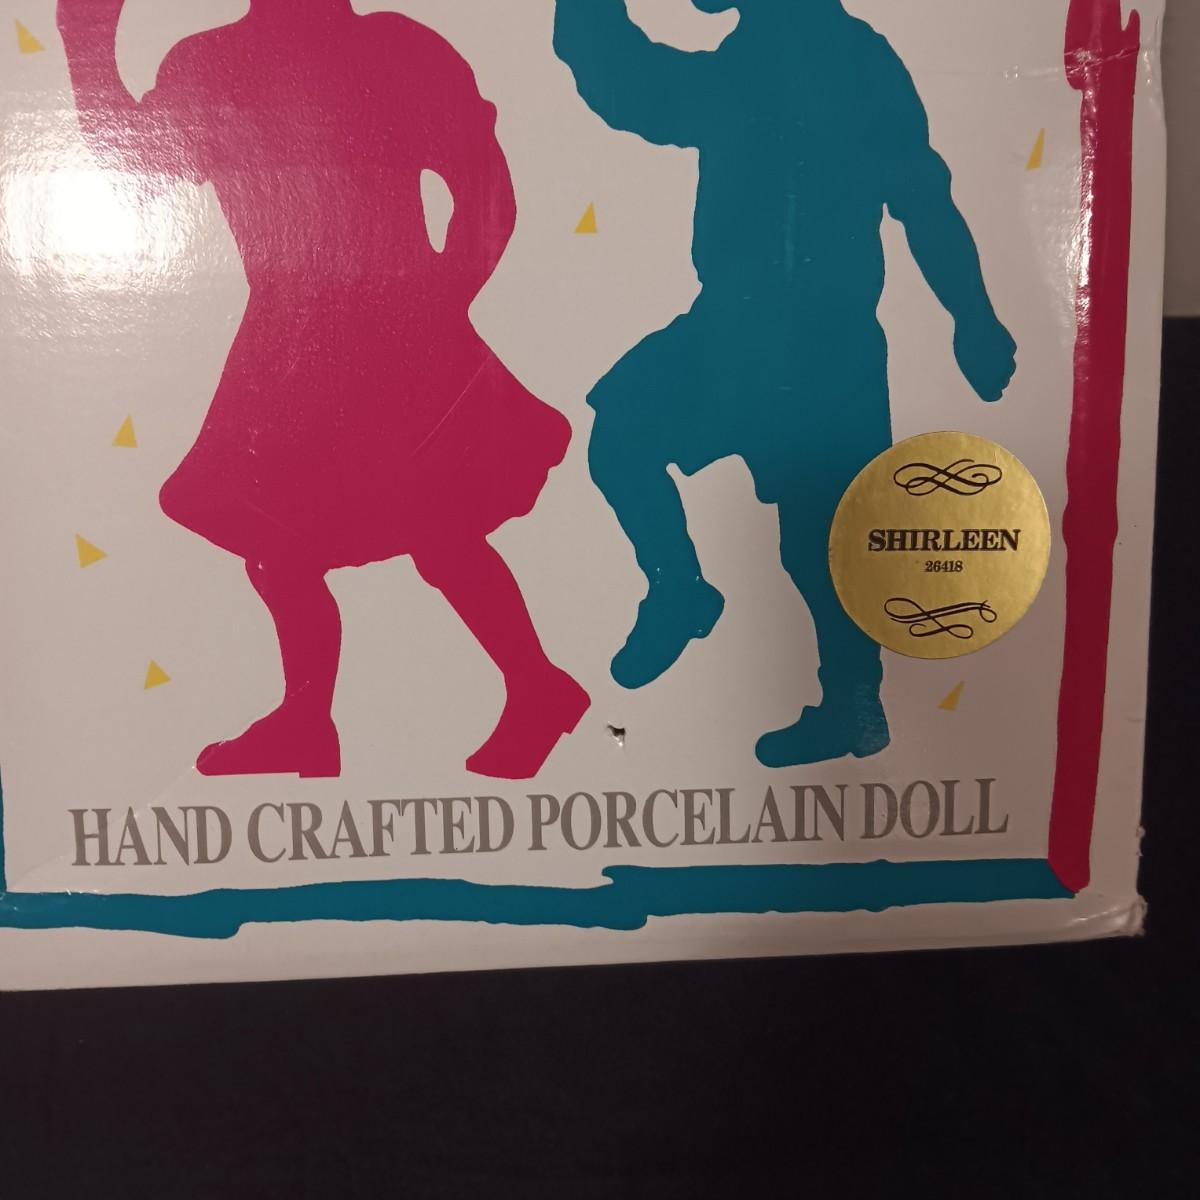 SHIRLEEN
26418
HAND CRAFTED PORCELAIN DOLL